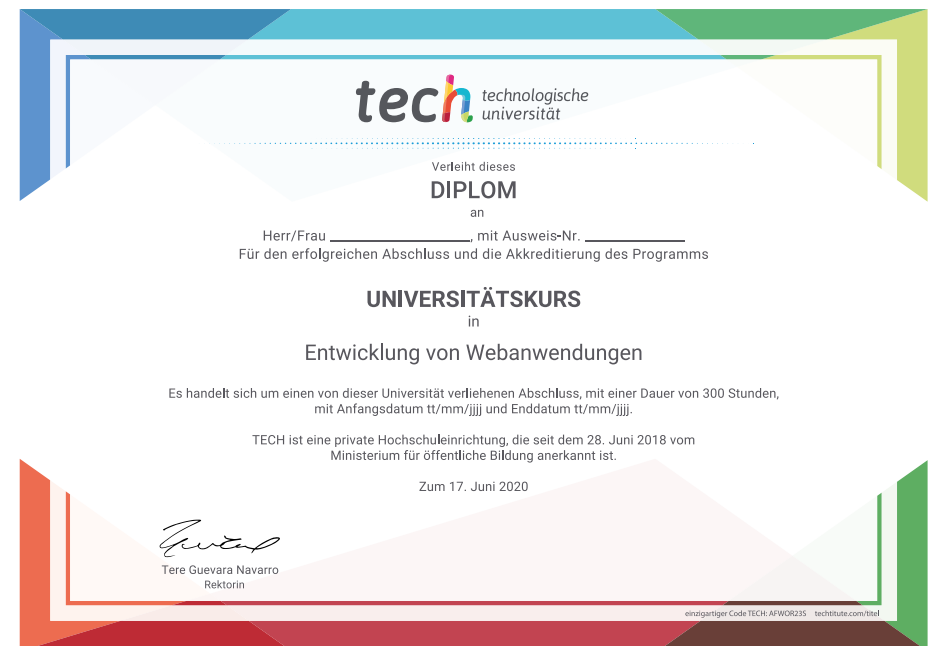 tech technologische
universität
Verleiht dieses
DIPLOM
an
Herr/Frau ______________, mit Ausweis-Nr. __________
Für den erfolgreichen Abschluss und die Akkreditierung des Programms
UNIVERSITÄTSKURS
in
Entwicklung von Webanwendungen
Es handelt sich um einen von dieser Universität verliehenen Abschluss, mit einer Dauer von 300 Stunden,
mit Anfangsdatum tt/mm/jjjj und Enddatum tt/mm/jjjj.
TECH ist eine private Hochschuleinrichtung, die seit dem 28. Juni 2018 vom
Ministerium für öffentliche Bildung anerkannt ist.
Zum 17. Juni 2020
Tere Guevara Navarro
Rektorin
einzigartiger Code TECH: AFWOR23S techtitute.com/titel